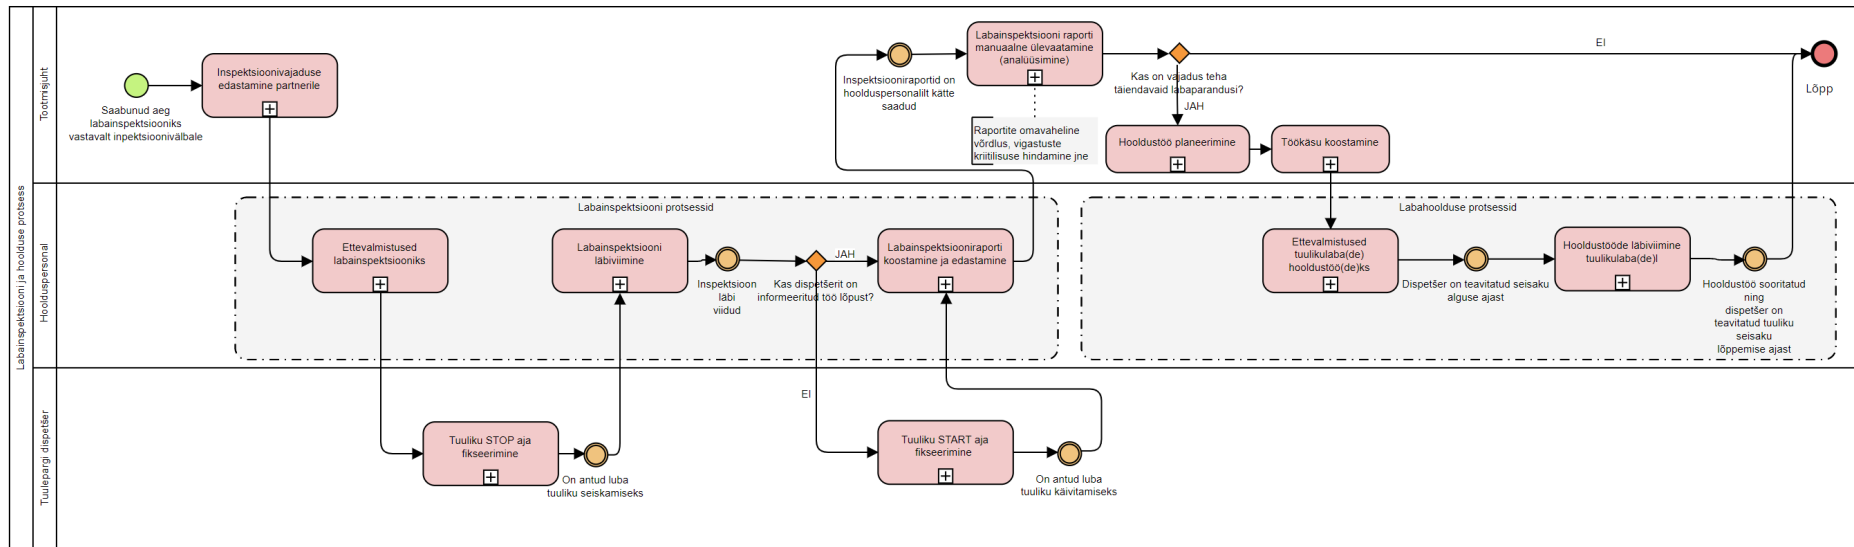 Labainspektsiooni ja hoolduse protsess
Tootmisjuht
Saabunud aeg
labainspektsiooniks
vastavalt inpektsioonivälbale
Inspektsioonivajaduse
edastamine partnerile
Inspektsiooniraportid on
hoolduspersonalilt kätte
saadud
Labainspektsiooni raporti
manuaalne ülevaatamine
(analüüsimine)
Raportite omavaheline
võrdlus, vigastuste
kriitilisuse hindamine jne
Kas on vajadus teha
täiendavaid labaparandusi?
EI
JAH
Hooldustöö planeerimine
Töökäsu koostamine
Lõpp
Hoolduspersonal
Labainspektsiooni protsessid
Ettevalmistused
labainspektsiooniks
Labainspektsiooni
läbiviimine
Inspektsioon
läbi
viidud
Kas dispetšerit on
informeeritud töö lõpust?
JAH
EI
Labainspektsiooniraporti
koostamine ja edastamine
Labahoolduse protsessid
Ettevalmistused
tuulikulaba(de)
hooldustöö(de)ks
Dispetšer on teavitatud seisaku
alguse ajast
Hooldustööde läbiviimine
tuulikulaba(de)l
Hooldustöö sooritatud
ning
dispetšer on
teavitatud tuuliku
seisaku
lõppemise ajast
Tuulepargi dispetšer
Tuuliku STOP aja
fikseerimine
On antud luba
tuuliku seiskamiseks
Tuuliku START aja
fikseerimine
On antud luba
tuuliku käivitamiseks